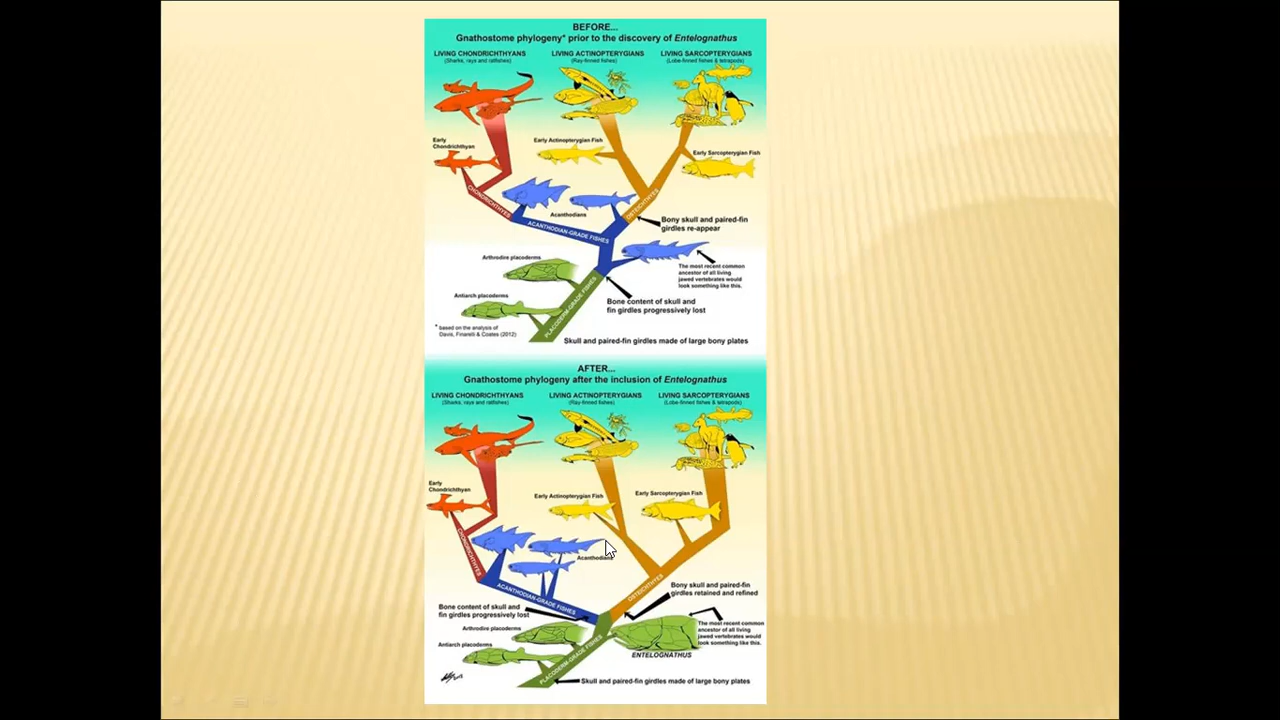 BEFORE...
Gnathostome phylogeny* prior to the discovery of Entelognathus
LIVING CHONDRICHTHYANS
(Sharks, rays and ratfishes)
LIVING ACTINOPTERYGIANS
(Ray-finned fishes)
LIVING SARCOPTERYGIANS
(Lobe-finned fishes & tetrapods)
Early
Chondrichthyan
Early Actinopterygian Fish
Early Sarcopterygian Fish
CHONDRICHTHYES
Acanthodians
OSTEICHTHYES
Bony skull and paired-fin
girdles re-appear
ACANTHODIAN-GRADE FISHES
Arthrodire placoderms
The most recent common
ancestor of all living
jawed vertebrates would
look something like this.
Antiarch placoderms
PLACODERM-GRADE FISHES
Bone content of skull and
fin girdles progressively lost
* based on the analysis of
Davis, Finarelli & Coates (2012)
Skull and paired-fin girdles made of large bony plates
AFTER...
Gnathostome phylogeny after the inclusion of Entelognathus
LIVING CHONDRICHTHYANS
(Sharks, rays and ratfishes)
LIVING ACTINOPTERYGIANS
(Ray-finned fishes)
LIVING SARCOPTERYGIANS
(Lobe-finned fishes & tetrapods)
Early
Chondrichthyan
Early Actinopterygian Fish
Early Sarcopterygian Fish
CHONDRICHTHYES
Acanthodians
OSTEICHTHYES
ACANTHODIAN-GRADE FISHES
Bony skull and paired-fin
girdles retained and refined
Bone content of skull and
fin girdles progressively lost
Arthrodire placoderms
The most recent common
ancestor of all living
jawed vertebrates would
look something like this.
Antiarch placoderms
PLACODERM-GRADE FISHES
ENTELOGNATHUS
Skull and paired-fin girdles made of large bony plates